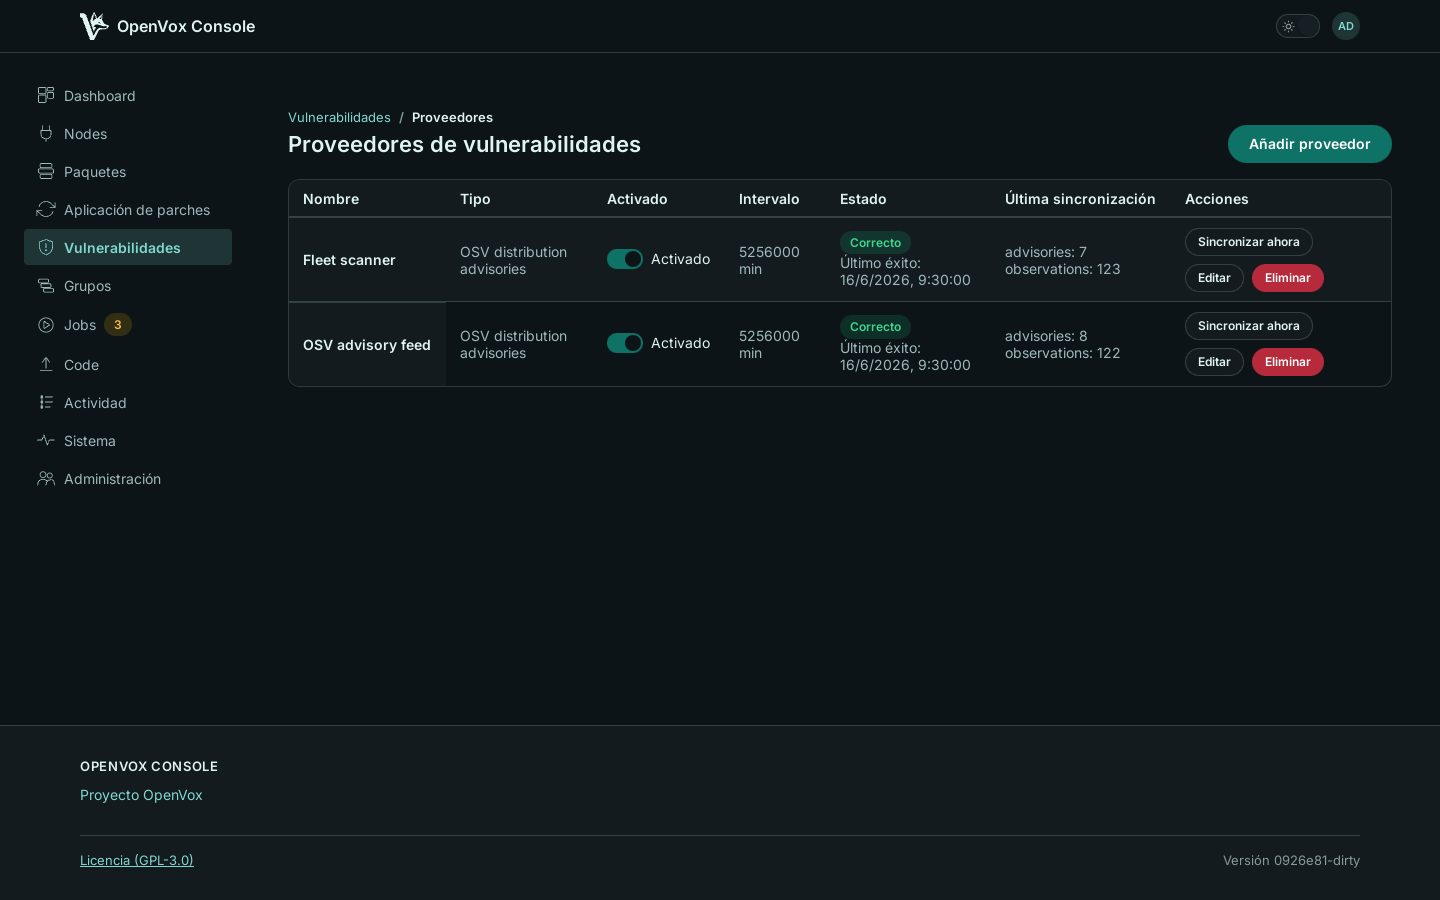 OpenVox Console
AD
Dashboard
Nodes
Paquetes
Aplicación de parches
Vulnerabilidades
Grupos
Jobs 3
Code
Actividad
Sistema
Administración
Vulnerabilidades / Proveedores
Proveedores de vulnerabilidades
Añadir proveedor
Nombre Tipo Activado Intervalo Estado Última sincronización Acciones
Fleet scanner
OSV distribution
advisories
Activado
5256000
min
Correcto
Último éxito:
16/6/2026, 9:30:00
advisories: 7
observations: 123
Sincronizar ahora
Editar Eliminar
OSV advisory feed
OSV distribution
advisories
Activado
5256000
min
Correcto
Último éxito:
16/6/2026, 9:30:00
advisories: 8
observations: 122
Sincronizar ahora
Editar Eliminar
OPENVOX CONSOLE
Proyecto OpenVox
Licencia (GPL-3.0)
Versión 0926e81-dirty